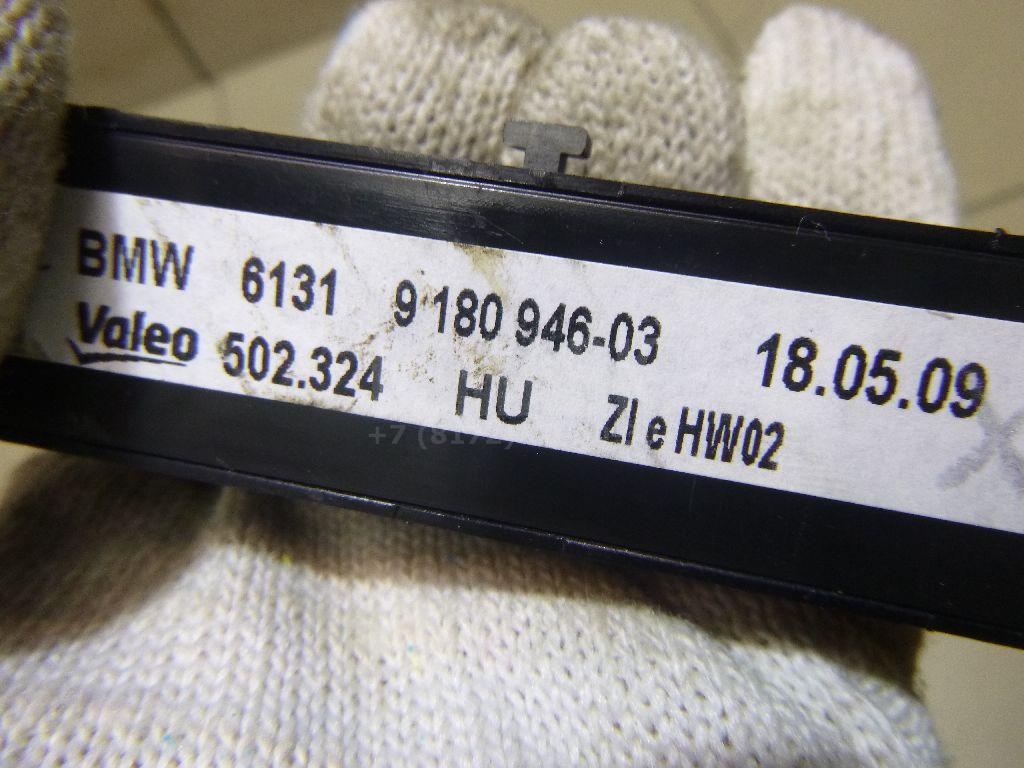 BMW 6131 9 180 946-03 18.05.09
Valeo 502.324 HU ZI e HW02